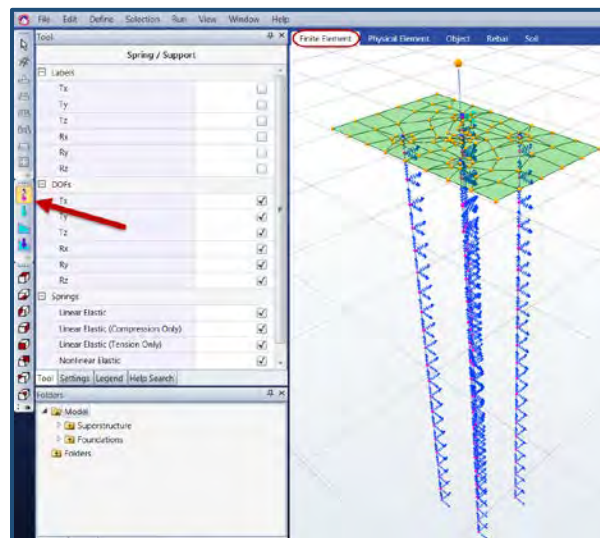 File Edit Define Selection Run View Window Help
Tool
Finite Element Physical Element Object Rebar Soil
Spring / Support
Labels
Tx
Ty
Tz
Rx
Ry
Rz
DOFs
Tx
Ty
Tz
Rx
Ry
Rz
Springs
Linear Elastic
Linear Elastic (Compression Only)
Linear Elastic (Tension Only)
Nonlinear Elastic
Tool Settings Legend Help Search
Folders
Model
Superstructure
Foundations
Folders